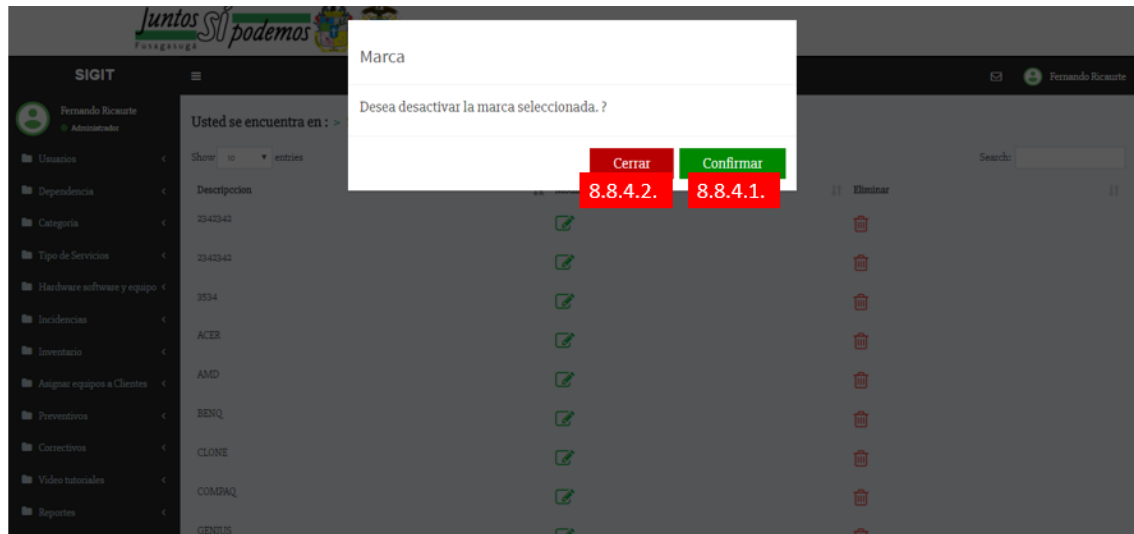 Juntos SÍ podemos
Fusagasugá
Marca
SIGIT
Fernando Ricaurte
Desea desactivar la marca seleccionada. ?
Fernando Ricaurte
Administrador
Usted se encuentra en : >
Cerrar
Confirmar
Usuarios
Show 10 entries
Search:
8.8.4.2.
8.8.4.1.
Dependencia
Descripccion
Eliminar
Categoría
2342342
Tipo de Servicios
2342342
Hardware software y equipo
3534
Incidencias
ACER
Inventario
AMD
Asignar equipos a Clientes
BENQ
Preventivos
CLONE
Correctivos
Video tutoriales
COMPAQ
Reportes
GENIUS